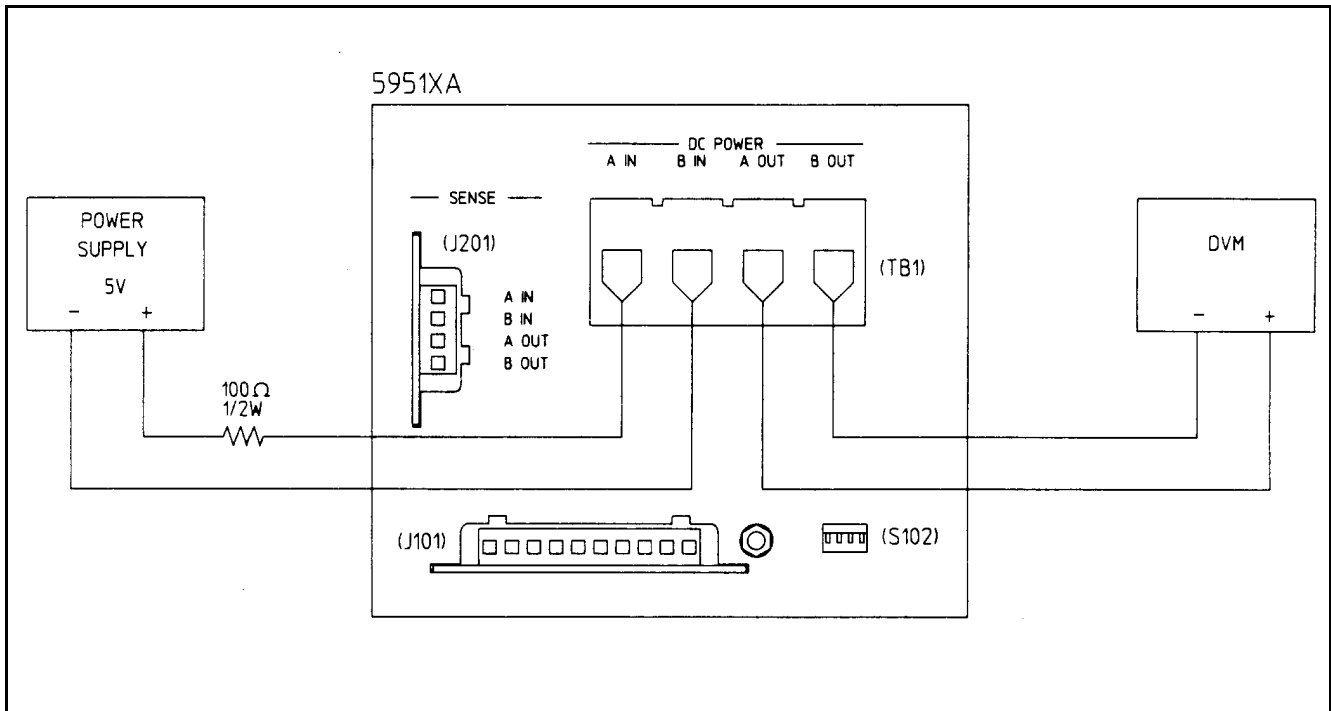 5951XA
DC POWER
A IN B IN A OUT B OUT
SENSE
(J201)
A IN
B IN
A OUT
B OUT
(TB1)
POWER
SUPPLY
5V
- +
100Ω
1/2W
DVM
- +
(J101)
(S102)